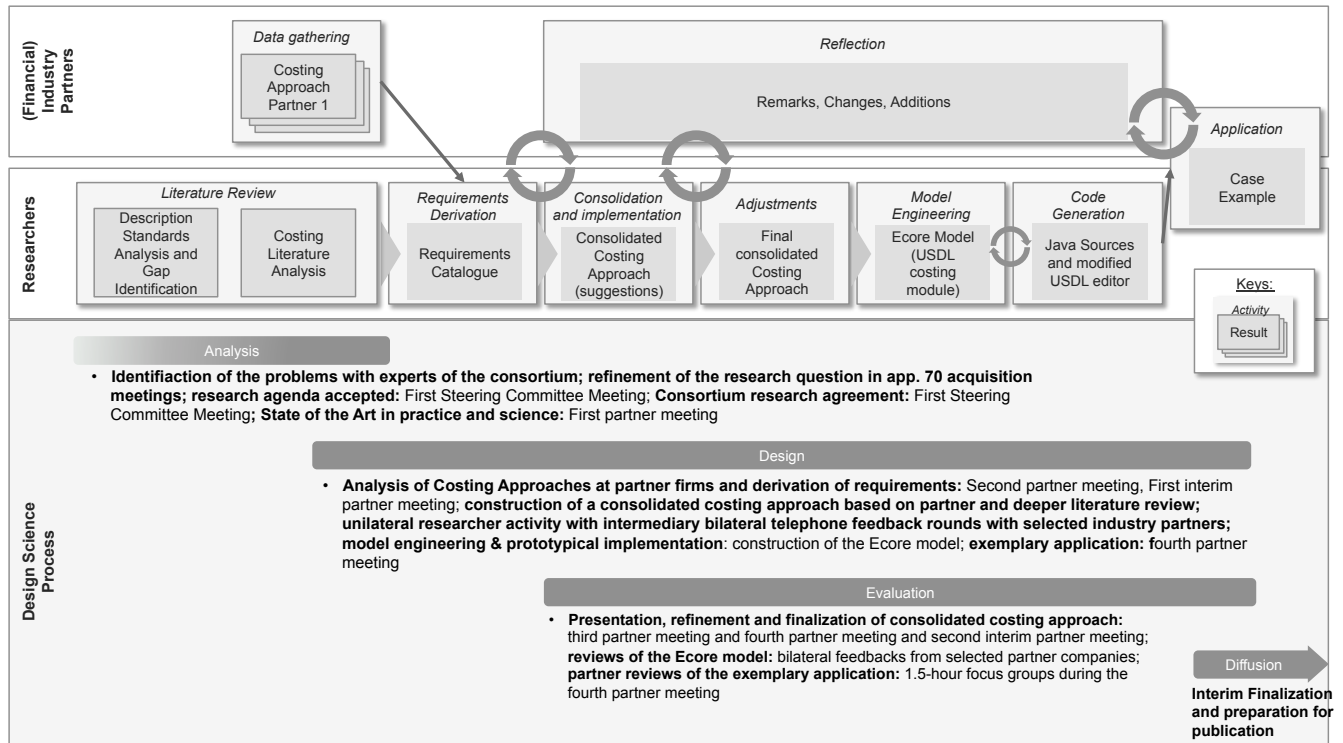 (Financial)
Industry
Partners
Data gathering
Costing
Approach
Partner 1
Reflection
Remarks, Changes, Additions
Application
Case
Example
Researchers
Literature Review
Description
Standards
Analysis and
Gap
Identification
Costing
Literature
Analysis
Requirements
Derivation
Requirements
Catalogue
Consolidation
and implementation
Consolidated
Costing
Approach
(suggestions)
Adjustments
Final
consolidated
Costing
Approach
Model
Engineering
Ecore Model
(USDL
costing
module)
Code
Generation
Java Sources
and modified
USDL editor
Keys:
Activity
Result
Design Science
Process
Analysis
• Identifiaction of the problems with experts of the consortium; refinement of the research question in app. 70 acquisition
meetings; research agenda accepted: First Steering Committee Meeting; Consortium research agreement: First Steering
Committee Meeting; State of the Art in practice and science: First partner meeting
Design
• Analysis of Costing Approaches at partner firms and derivation of requirements: Second partner meeting, First interim
partner meeting; construction of a consolidated costing approach based on partner and deeper literature review;
unilateral researcher activity with intermediary bilateral telephone feedback rounds with selected industry partners;
model engineering & prototypical implementation: construction of the Ecore model; exemplary application: fourth partner
meeting
Evaluation
• Presentation, refinement and finalization of consolidated costing approach:
third partner meeting and fourth partner meeting and second interim partner meeting;
reviews of the Ecore model: bilateral feedbacks from selected partner companies;
partner reviews of the exemplary application: 1.5-hour focus groups during the
fourth partner meeting
Diffusion
Interim Finalization
and preparation for
publication